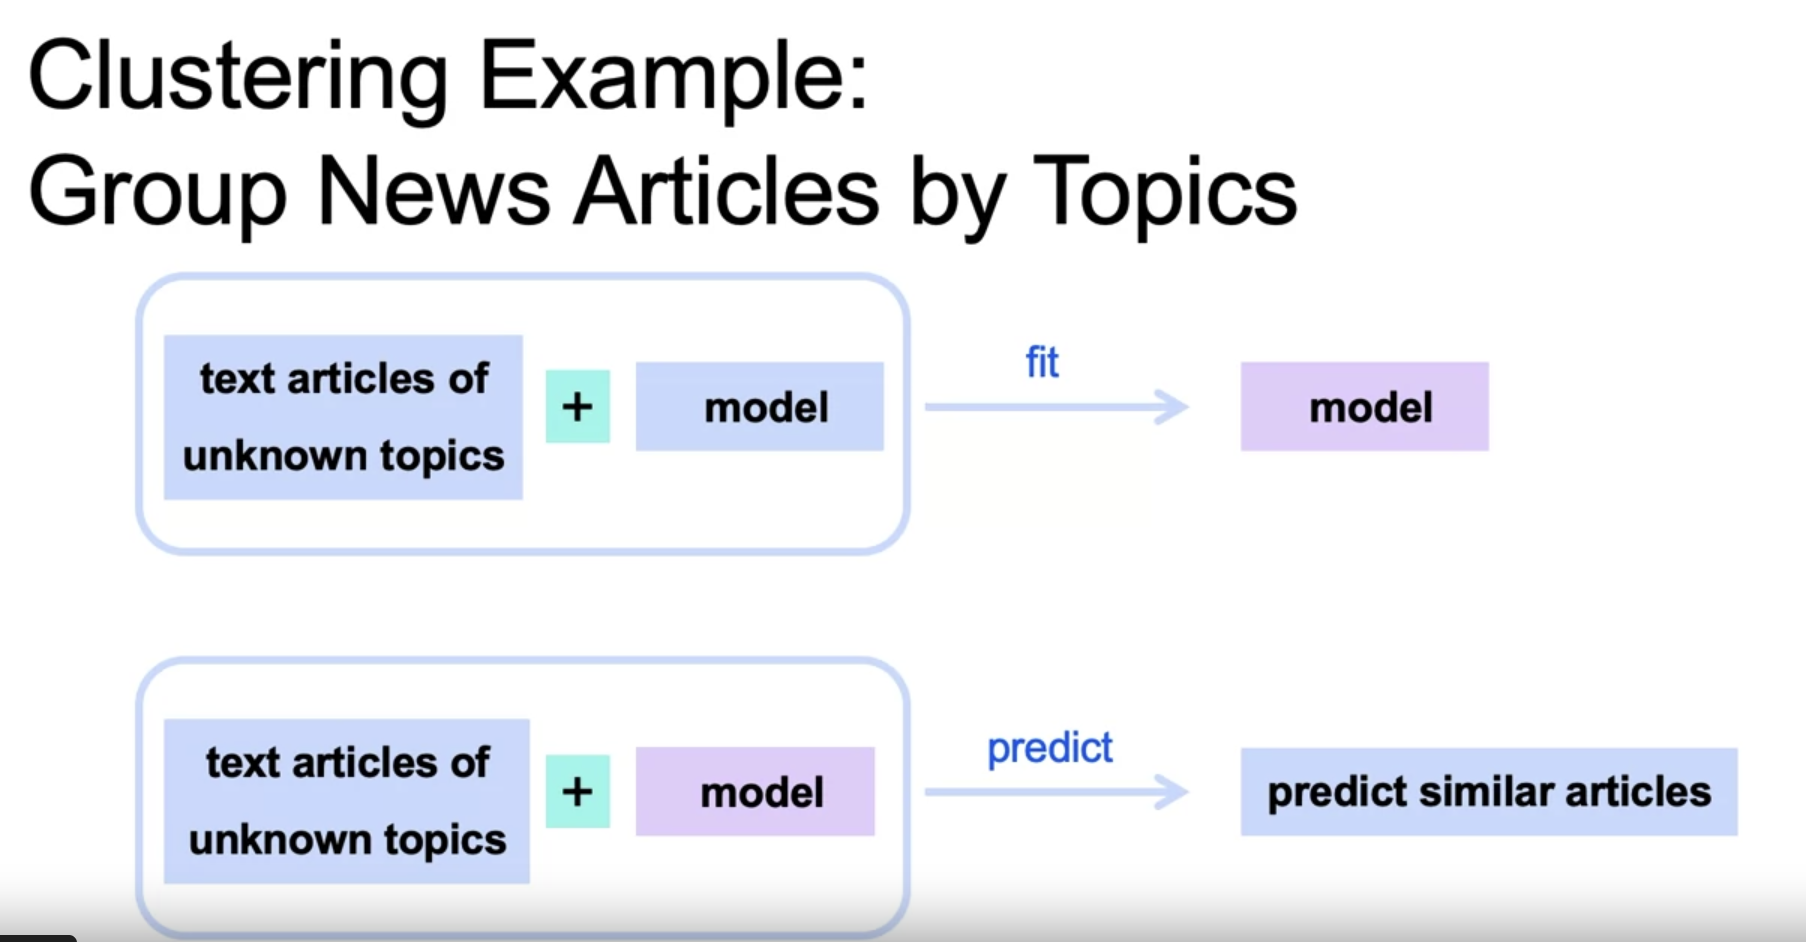 Clustering Example:
Group News Articles by Topics
text articles of
unknown topics
+
model
fit
model
text articles of
unknown topics
+
model
predict
predict similar articles